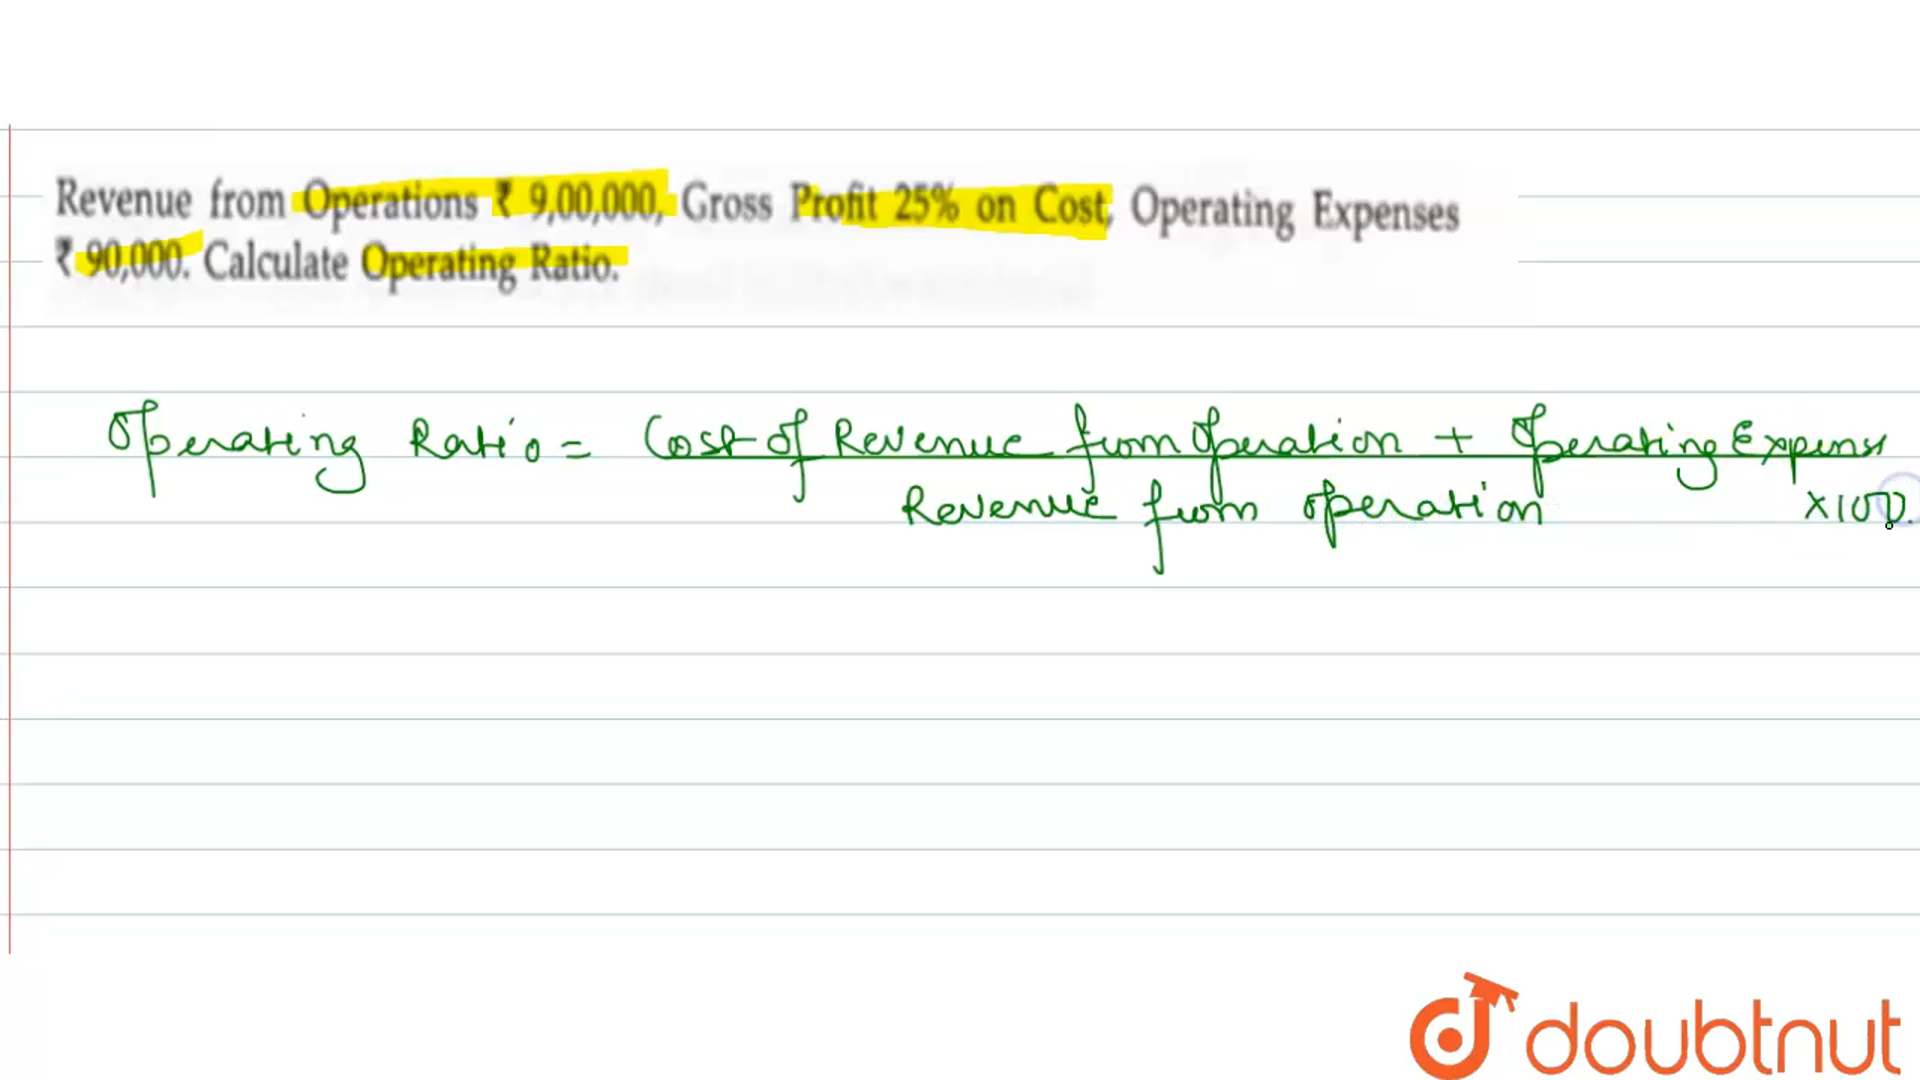 Revenue from Operations ₹ 9,00,000, Gross Profit 25% on Cost, Operating Expenses
₹ 90,000. Calculate Operating Ratio.
Operating Ratio = Cost of Revenue from Operation + Operating Expenses
Revenue from operation ×100.
doubtnut